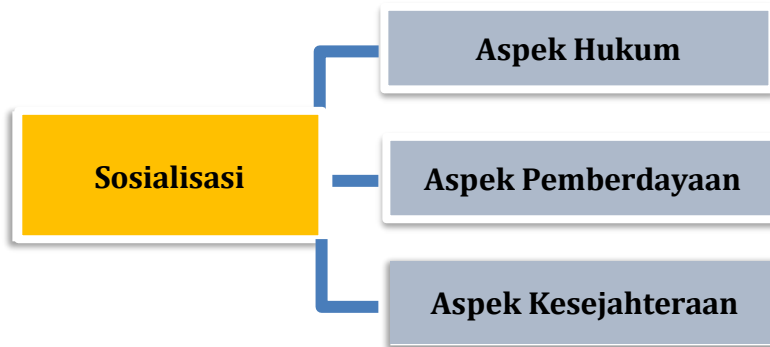 Aspek Hukum
Sosialisasi
Aspek Pemberdayaan
Aspek Kesejahteraan